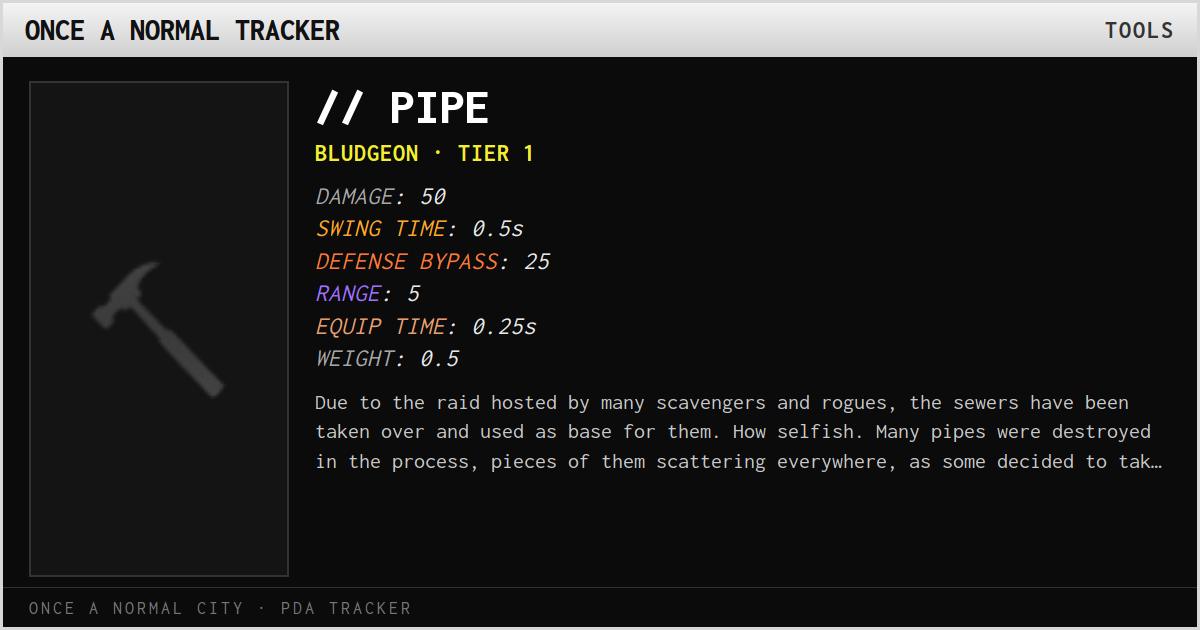 ONCE A NORMAL TRACKER
TOOLS
// PIPE
BLUDGEON · TIER 1
DAMAGE: 50
SWING TIME: 0.5s
DEFENSE BYPASS: 25
RANGE: 5
EQUIP TIME: 0.25s
WEIGHT: 0.5
Due to the raid hosted by many scavengers and rogues, the sewers have been
taken over and used as base for them. How selfish. Many pipes were destroyed
in the process, pieces of them scattering everywhere, as some decided to tak…
ONCE A NORMAL CITY · PDA TRACKER